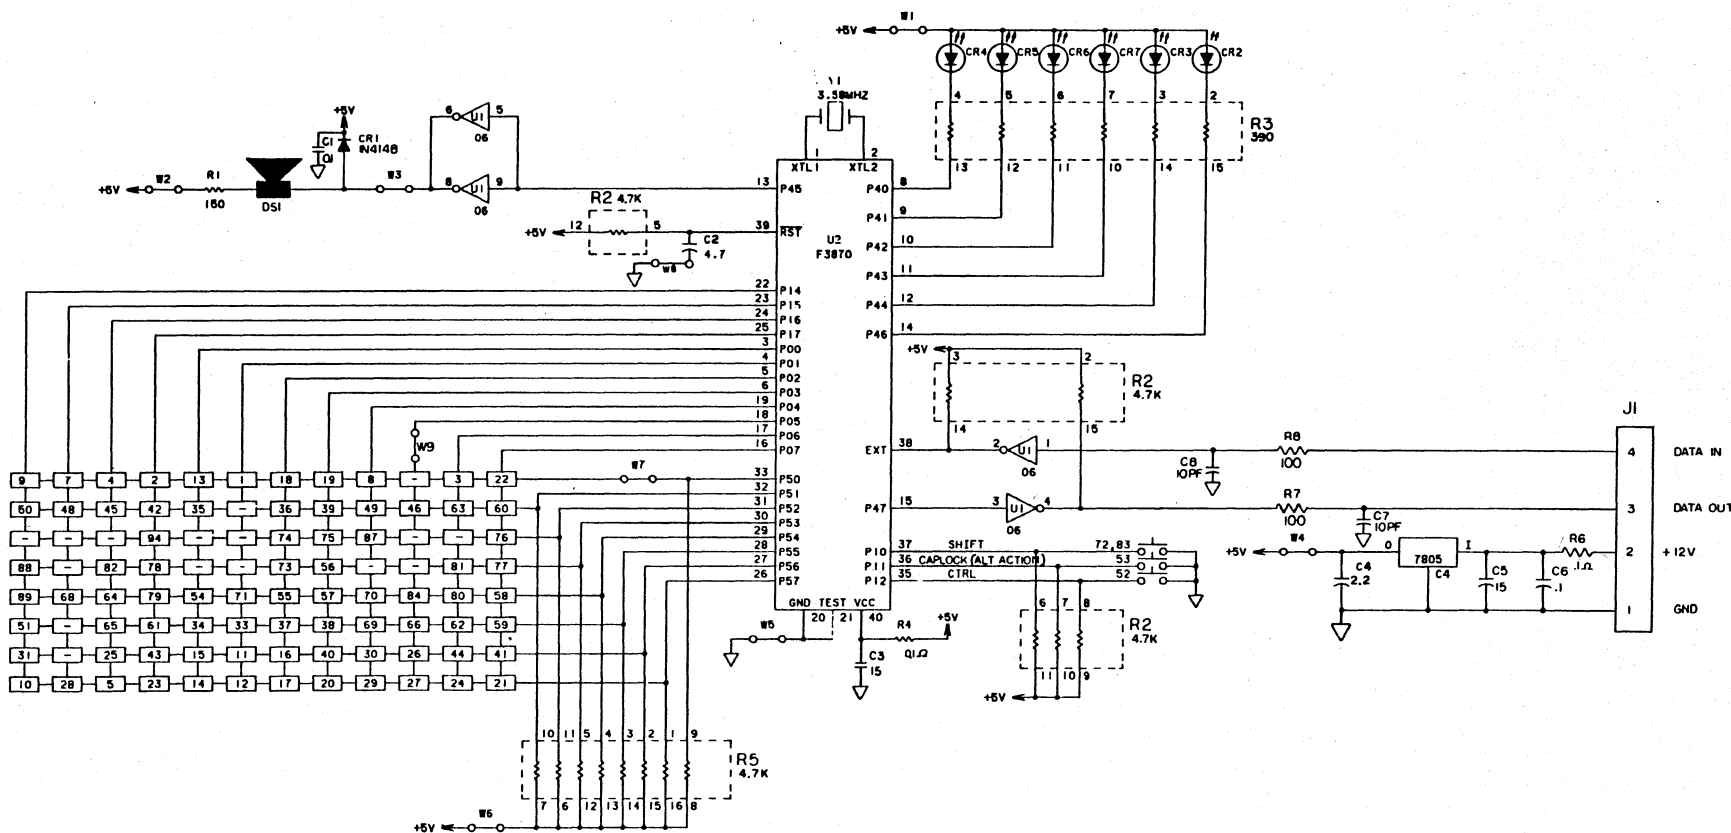 W1
+5V
CR4 CR5 CR6 CR7 CR3 CR2
Y1
3.58MHZ
4 5 6 7 3 2
R3
390
13 12 11 10 14 15
+5V
C1
0.1
CR1
1N4148
6 U1 5
06
+5V W2 R1
150
DS1
W3
8 U1 9
06
1 2
XTL1 XTL2
13 P45
P40 8
R2 4.7K
+5V 12 5
39 RST
C2
4.7
W8
U2
F3870
P41 9
P42 10
P43 11
P44 12
P46 14
22 P14
23 P15
24 P16
25 P17
3 P00
4 P01
5 P02
6 P03
19 P04
18 P05
17 P06
16 P07
W9
W7
33 P50
32 P51
31 P52
30 P53
29 P54
28 P55
27 P56
26 P57
+5V 3 2
R2
4.7K
14 15
EXT 38 2 U1 1
06
C8
10PF
R8
100
P47 15 3 U1 4
06
R7
100
C7
10PF
J1
4 DATA IN
3 DATA OUT
2 +12V
1 GND
P10 37 SHIFT 72,83
P11 36 CAPLOCK (ALT ACTION) 53
P12 35 CTRL 52
+5V W4
O 7805 I
C4
C4
2.2
C5
15
C6
.1
R6
.1Ω
9 7 4 2 13 1 18 19 8 - 3 22
50 48 45 42 35 - 36 39 49 46 63 60
- - - 94 - - 74 75 87 - - 76
88 - 82 78 - - 73 56 - - 81 77
89 68 64 79 54 71 55 57 70 84 80 58
51 - 65 61 34 33 37 38 69 66 62 59
31 - 25 43 15 11 16 40 30 26 44 41
10 28 5 23 14 12 17 20 29 27 24 21
GND TEST VCC
20 21 40
W5
R4
0.1Ω
+5V
C3
15
6 7 8
R2
4.7K
11 10 9
+5V
10 11 5 4 3 2 1 9
R5
4.7K
7 6 12 13 14 15 16 8
+5V W6